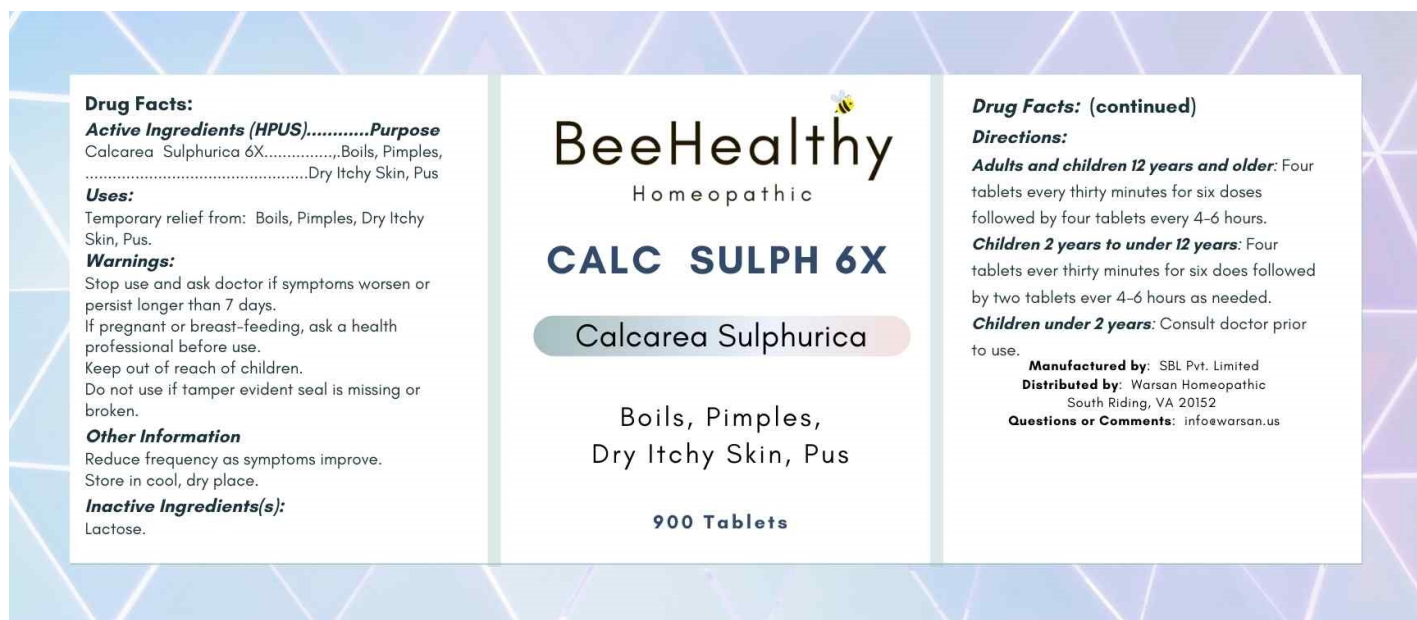 Drug Facts:
Active Ingredients (HPUS)............Purpose
Calcarea Sulphurica 6X..............,.Boils, Pimples,
................................................Dry Itchy Skin, Pus
Uses:
Temporary relief from: Boils, Pimples, Dry Itchy
Skin, Pus.
Warnings:
Stop use and ask doctor if symptoms worsen or
persist longer than 7 days.
If pregnant or breast-feeding, ask a health
professional before use.
Keep out of reach of children.
Do not use if tamper evident seal is missing or
broken.
Other Information
Reduce frequency as symptoms improve.
Store in cool, dry place.
Inactive Ingredients(s):
Lactose.
BeeHealthy
Homeopathic
CALC SULPH 6X
Calcarea Sulphurica
Boils, Pimples,
Dry Itchy Skin, Pus
900 Tablets
Drug Facts: (continued)
Directions:
Adults and children 12 years and older: Four
tablets every thirty minutes for six doses
followed by four tablets every 4-6 hours.
Children 2 years to under 12 years: Four
tablets ever thirty minutes for six does followed
by two tablets ever 4-6 hours as needed.
Children under 2 years: Consult doctor prior
to use.
Manufactured by: SBL Pvt. Limited
Distributed by: Warsan Homeopathic
South Riding, VA 20152
Questions or Comments: info@warsan.us